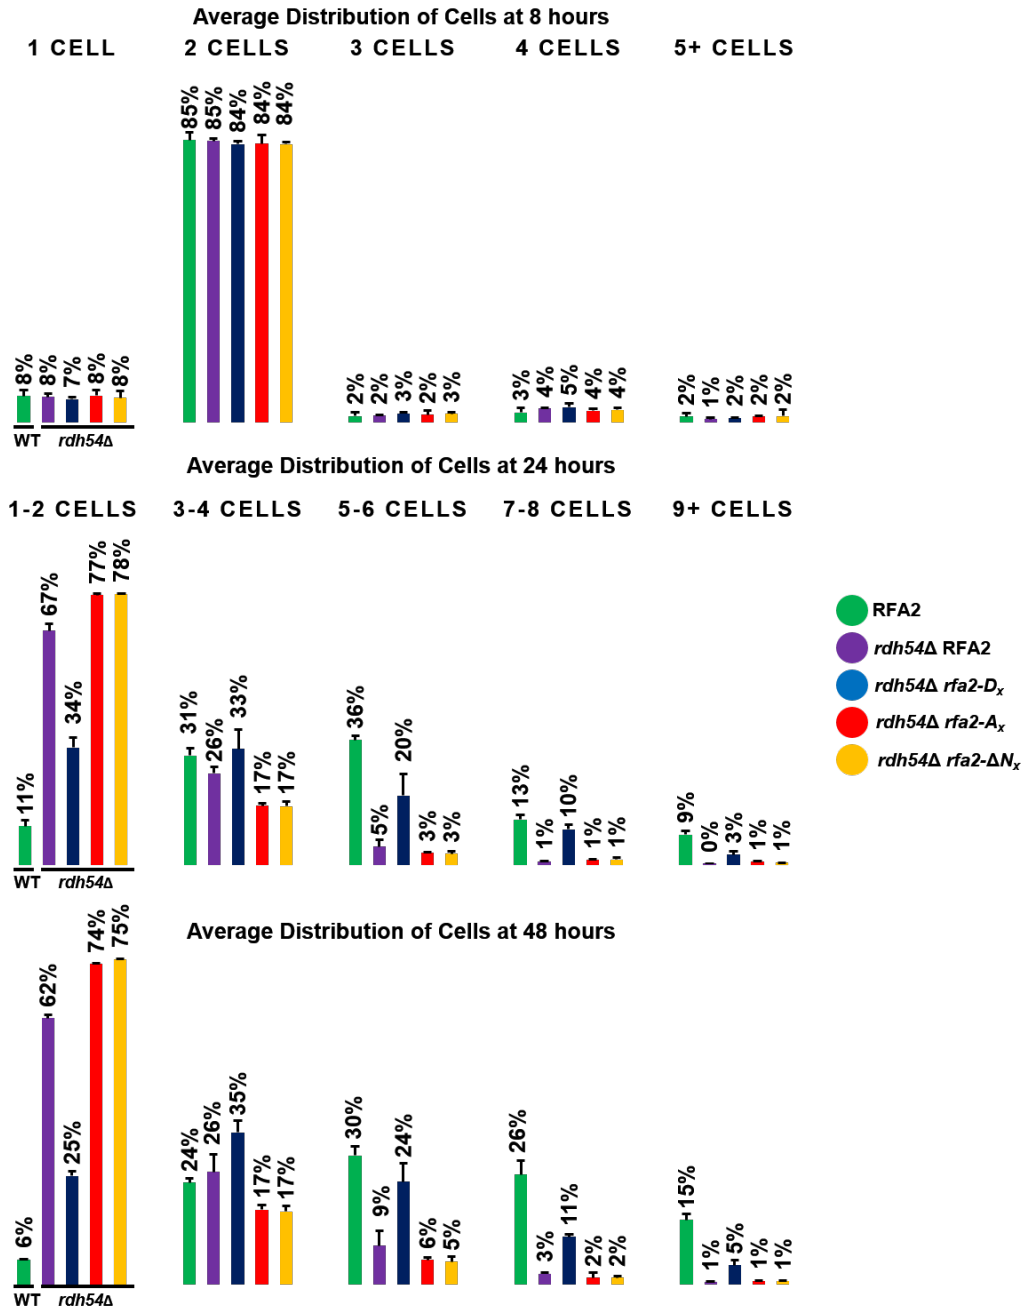 Average Distribution of Cells at 8 hours
1 CELL 2 CELLS 3 CELLS 4 CELLS 5+ CELLS
8% 8% 7% 8% 8% 85% 85% 84% 84% 84% 2% 2% 3% 2% 3% 3% 4% 5% 4% 4% 2% 1% 2% 2% 2%
WT rdh54Δ
Average Distribution of Cells at 24 hours
1-2 CELLS 3-4 CELLS 5-6 CELLS 7-8 CELLS 9+ CELLS
11% 67% 34% 77% 78% 31% 26% 33% 17% 17% 36% 5% 20% 3% 3% 13% 1% 10% 1% 1% 9% 0% 3% 1% 1%
WT rdh54Δ
RFA2
rdh54Δ RFA2
rdh54Δ rfa2-Dx
rdh54Δ rfa2-Ax
rdh54Δ rfa2-ΔNx
Average Distribution of Cells at 48 hours
6% 62% 25% 74% 75% 24% 26% 35% 17% 17% 30% 9% 24% 6% 5% 26% 3% 11% 2% 2% 15% 1% 5% 1% 1%
WT rdh54Δ